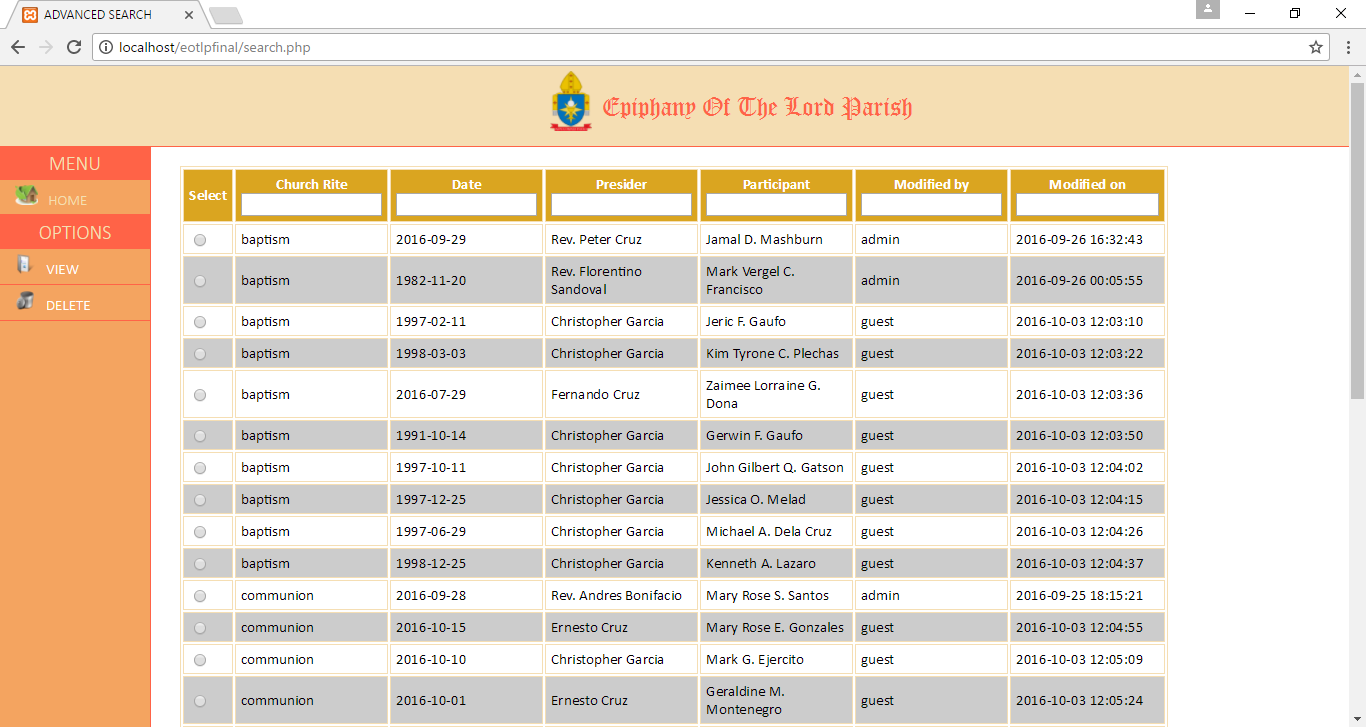 ADVANCED SEARCH
localhost/eotlpfinal/search.php
Epiphany Of The Lord Parish
MENU
HOME
OPTIONS
VIEW
DELETE
Select Church Rite Date Presider Participant Modified by Modified on
baptism 2016-09-29 Rev. Peter Cruz Jamal D. Mashburn admin 2016-09-26 16:32:43
baptism 1982-11-20 Rev. Florentino Sandoval Mark Vergel C. Francisco admin 2016-09-26 00:05:55
baptism 1997-02-11 Christopher Garcia Jeric F. Gaufo guest 2016-10-03 12:03:10
baptism 1998-03-03 Christopher Garcia Kim Tyrone C. Plechas guest 2016-10-03 12:03:22
baptism 2016-07-29 Fernando Cruz Zaimee Lorraine G. Dona guest 2016-10-03 12:03:36
baptism 1991-10-14 Christopher Garcia Gerwin F. Gaufo guest 2016-10-03 12:03:50
baptism 1997-10-11 Christopher Garcia John Gilbert Q. Gatson guest 2016-10-03 12:04:02
baptism 1997-12-25 Christopher Garcia Jessica O. Melad guest 2016-10-03 12:04:15
baptism 1997-06-29 Christopher Garcia Michael A. Dela Cruz guest 2016-10-03 12:04:26
baptism 1998-12-25 Christopher Garcia Kenneth A. Lazaro guest 2016-10-03 12:04:37
communion 2016-09-28 Rev. Andres Bonifacio Mary Rose S. Santos admin 2016-09-25 18:15:21
communion 2016-10-15 Ernesto Cruz Mary Rose E. Gonzales guest 2016-10-03 12:04:55
communion 2016-10-10 Christopher Garcia Mark G. Ejercito guest 2016-10-03 12:05:09
communion 2016-10-01 Ernesto Cruz Geraldine M. Montenegro guest 2016-10-03 12:05:24